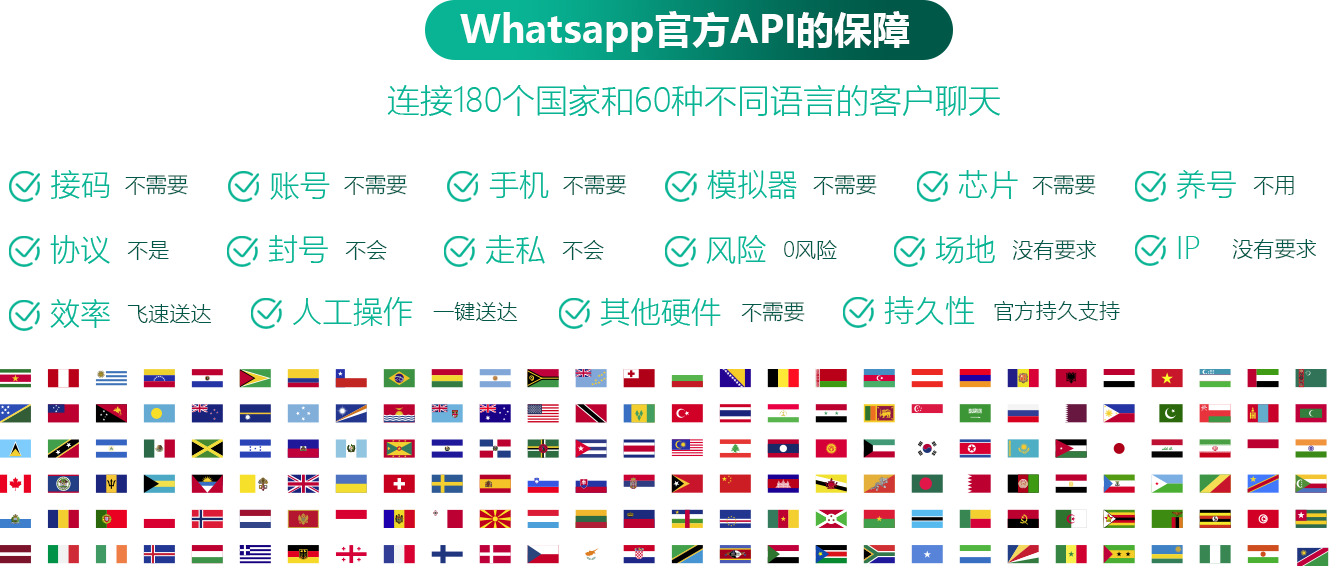 Whatsapp官方API的保障
连接180个国家和60种不同语言的客户聊天
接码 不需要 账号 不需要 手机 不需要 模拟器 不需要 芯片 不需要 养号 不用
协议 不是 封号 不会 走私 不会 风险 0风险 场地 没有要求 IP 没有要求
效率 飞速送达 人工操作 一键送达 其他硬件 不需要 持久性 官方持久支持